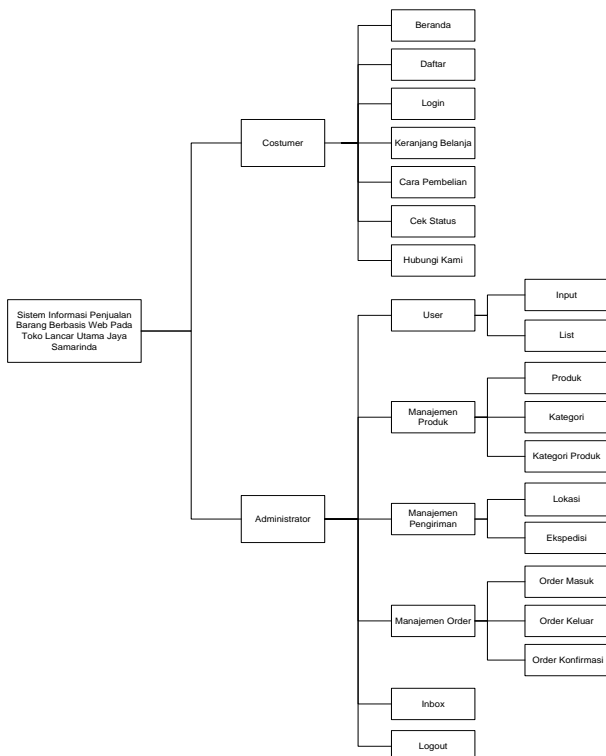 Beranda
Daftar
Login
Costumer
Keranjang Belanja
Cara Pembelian
Cek Status
Hubungi Kami
Sistem Informasi Penjualan
Barang Berbasis Web Pada
Toko Lancar Utama Jaya
Samarinda
User
Input
List
Manajemen
Produk
Produk
Kategori
Kategori Produk
Administrator
Manajemen
Pengiriman
Lokasi
Ekspedisi
Manajemen Order
Order Masuk
Order Keluar
Order Konfirmasi
Inbox
Logout